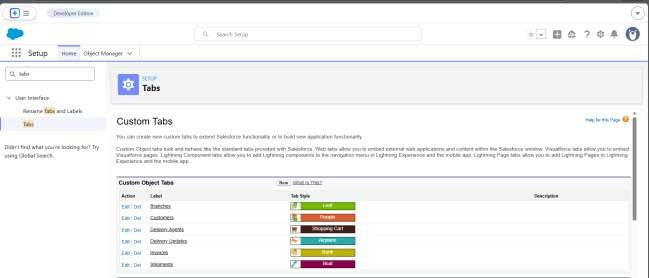 Developer Edition
Search Setup
Setup Home Object Manager
tabs
User Interface
Rename Tabs and Labels
Tabs
Didn't find what you're looking for? Try
using Global Search.
SETUP
Tabs
Custom Tabs
Help for this Page
You can create new custom tabs to extend Salesforce functionality or to build new application functionality.
Custom Object tabs look and behave like the standard tabs provided with Salesforce. Web tabs allow you to embed external web applications and content within the Salesforce window. Visualforce tabs allow you to embed
Visualforce pages. Lightning Component tabs allow you to add Lightning components to the navigation menu in Lightning Experience and the mobile app. Lightning Page tabs allow you to add Lightning Pages to Lightning
Experience and the mobile app.
Custom Object Tabs New What Is This?
Action Label Tab Style Description
Edit | Del Branches Leaf
Edit | Del Customers People
Edit | Del Delivery Agents Shopping Cart
Edit | Del Delivery Updates Airplane
Edit | Del Invoices
Edit | Del Shipments Boat